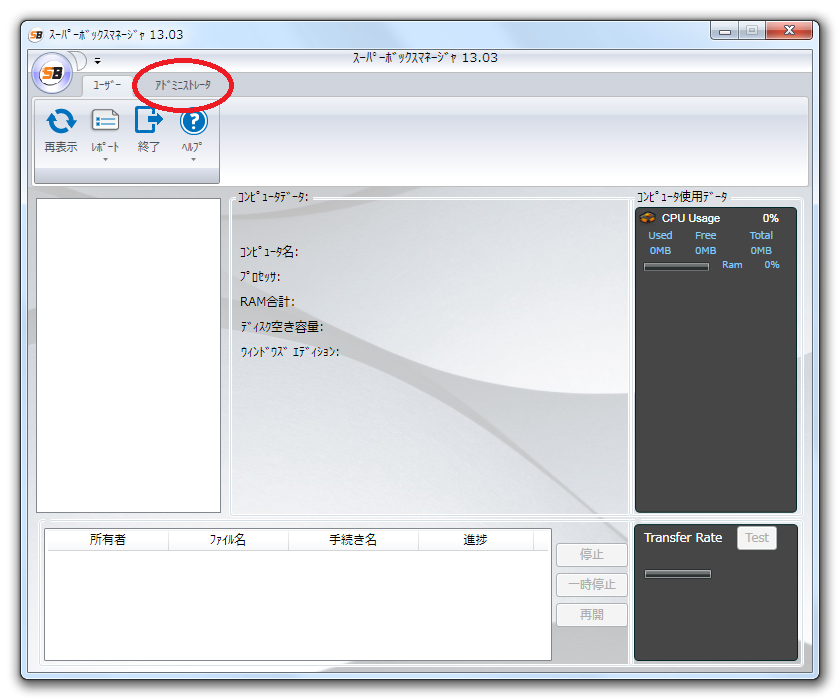 SB ｽｰﾊﾟｰﾎﾞｯｸｽﾏﾈｰｼﾞｬ 13.03
ｽｰﾊﾟｰﾎﾞｯｸｽﾏﾈｰｼﾞｬ 13.03
SB
ﾕｰｻﾞｰ ｱﾄﾞﾐﾆｽﾄﾚｰﾀ
再表示 ﾚﾎﾟｰﾄ 終了 ﾍﾙﾌﾟ
ｺﾝﾋﾟｭｰﾀﾃﾞｰﾀ:
ｺﾝﾋﾟｭｰﾀ名:
ﾌﾟﾛｾｯｻ:
RAM合計:
ﾃﾞｨｽｸ空き容量:
ｳｨﾝﾄﾞｳｽﾞ ｴﾃﾞｨｼｮﾝ:
ｺﾝﾋﾟｭｰﾀ使用ﾃﾞｰﾀ
CPU Usage 0%
Used Free Total
0MB 0MB 0MB
Ram 0%
所有者 ﾌｧｲﾙ名 手続き名 進捗
停止
一時停止
再開
Transfer Rate Test